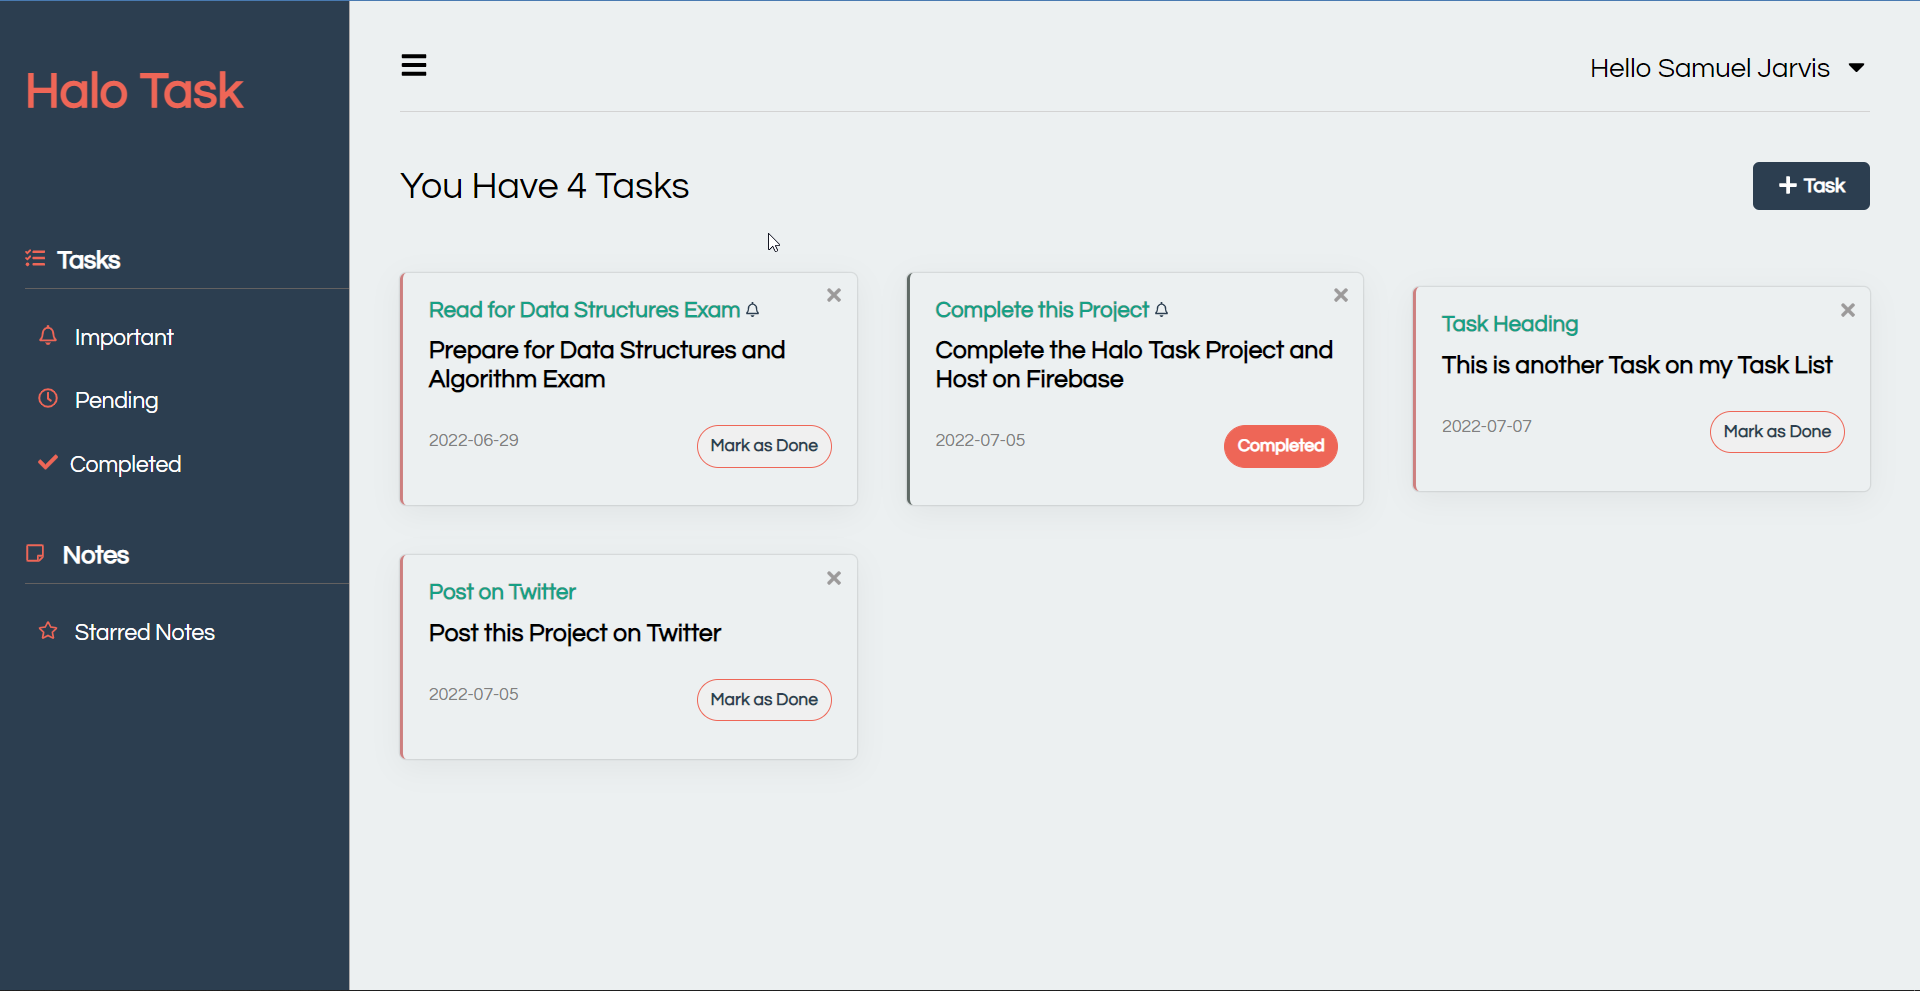 Halo Task
Tasks
Important
Pending
Completed
Notes
Starred Notes
Hello Samuel Jarvis
You Have 4 Tasks
Task
Read for Data Structures Exam
Prepare for Data Structures and
Algorithm Exam
2022-06-29
Mark as Done
Complete this Project
Complete the Halo Task Project and
Host on Firebase
2022-07-05
Completed
Task Heading
This is another Task on my Task List
2022-07-07
Mark as Done
Post on Twitter
Post this Project on Twitter
2022-07-05
Mark as Done